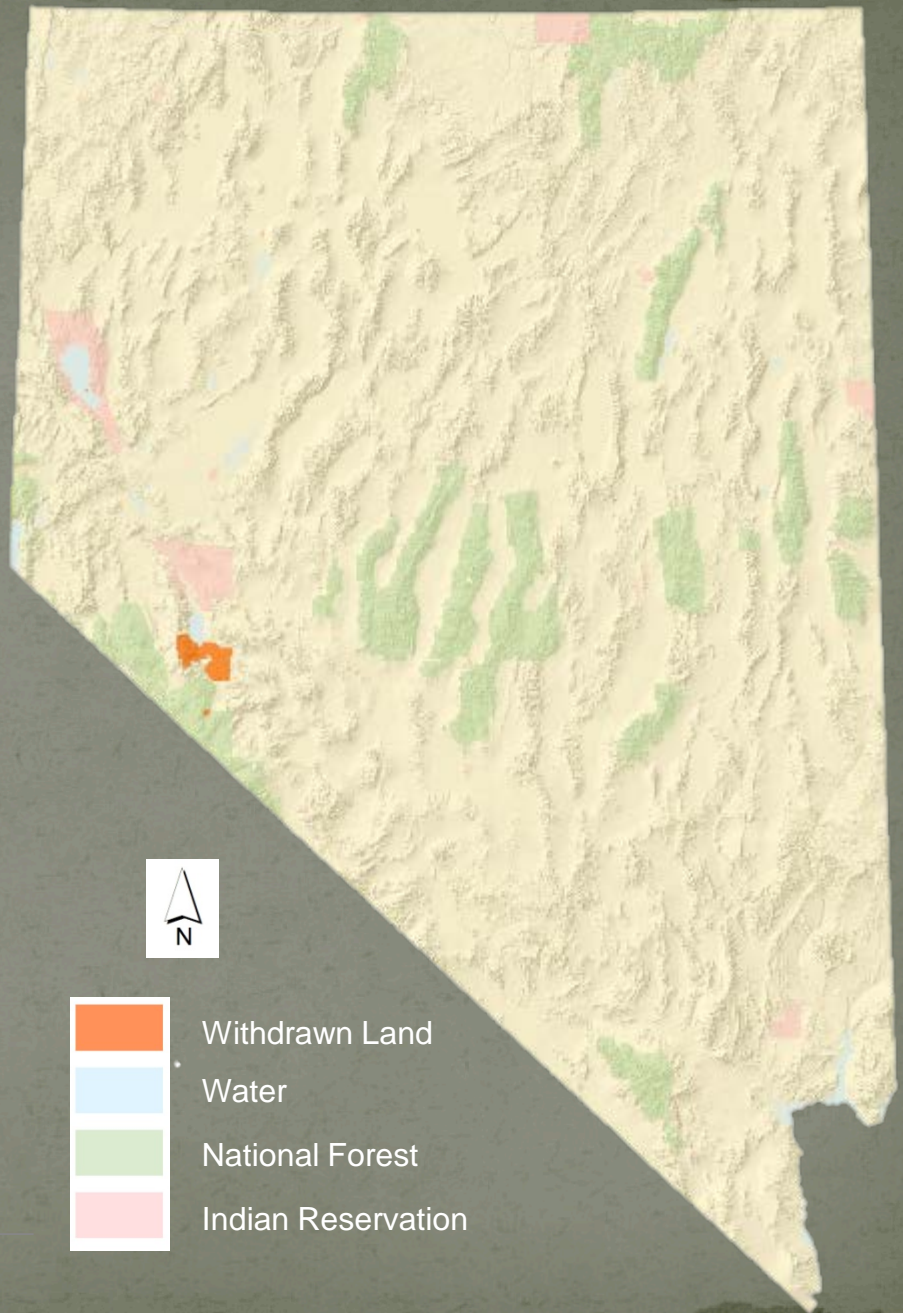 N
Withdrawn Land
Water
National Forest
Indian Reservation